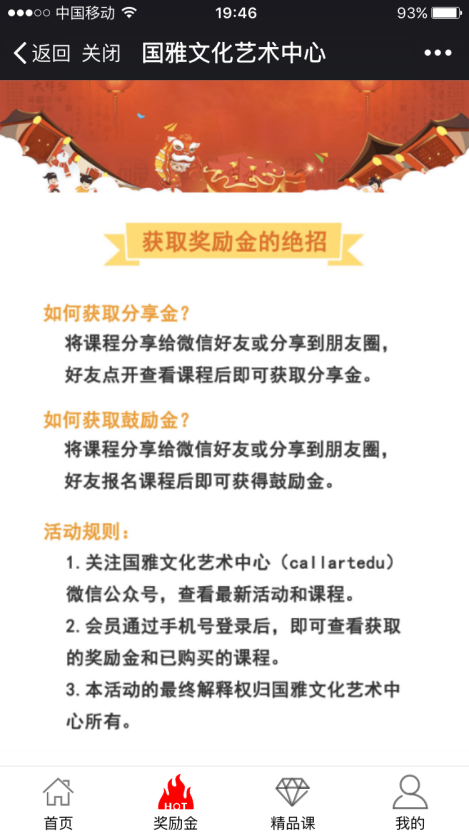 中国移动 19:46 93%
返回 关闭 国雅文化艺术中心
获取奖励金的绝招
如何获取分享金？
将课程分享给微信好友或分享到朋友圈，
好友点开查看课程后即可获取分享金。
如何获取鼓励金？
将课程分享给微信好友或分享到朋友圈，
好友报名课程后即可获得鼓励金。
活动规则：
1.关注国雅文化艺术中心（callartedu）
微信公众号，查看最新活动和课程。
2.会员通过手机号登录后，即可查看获取
的奖励金和已购买的课程。
3.本活动的最终解释权归国雅文化艺术中
心所有。
HOT
首页 奖励金 精品课 我的